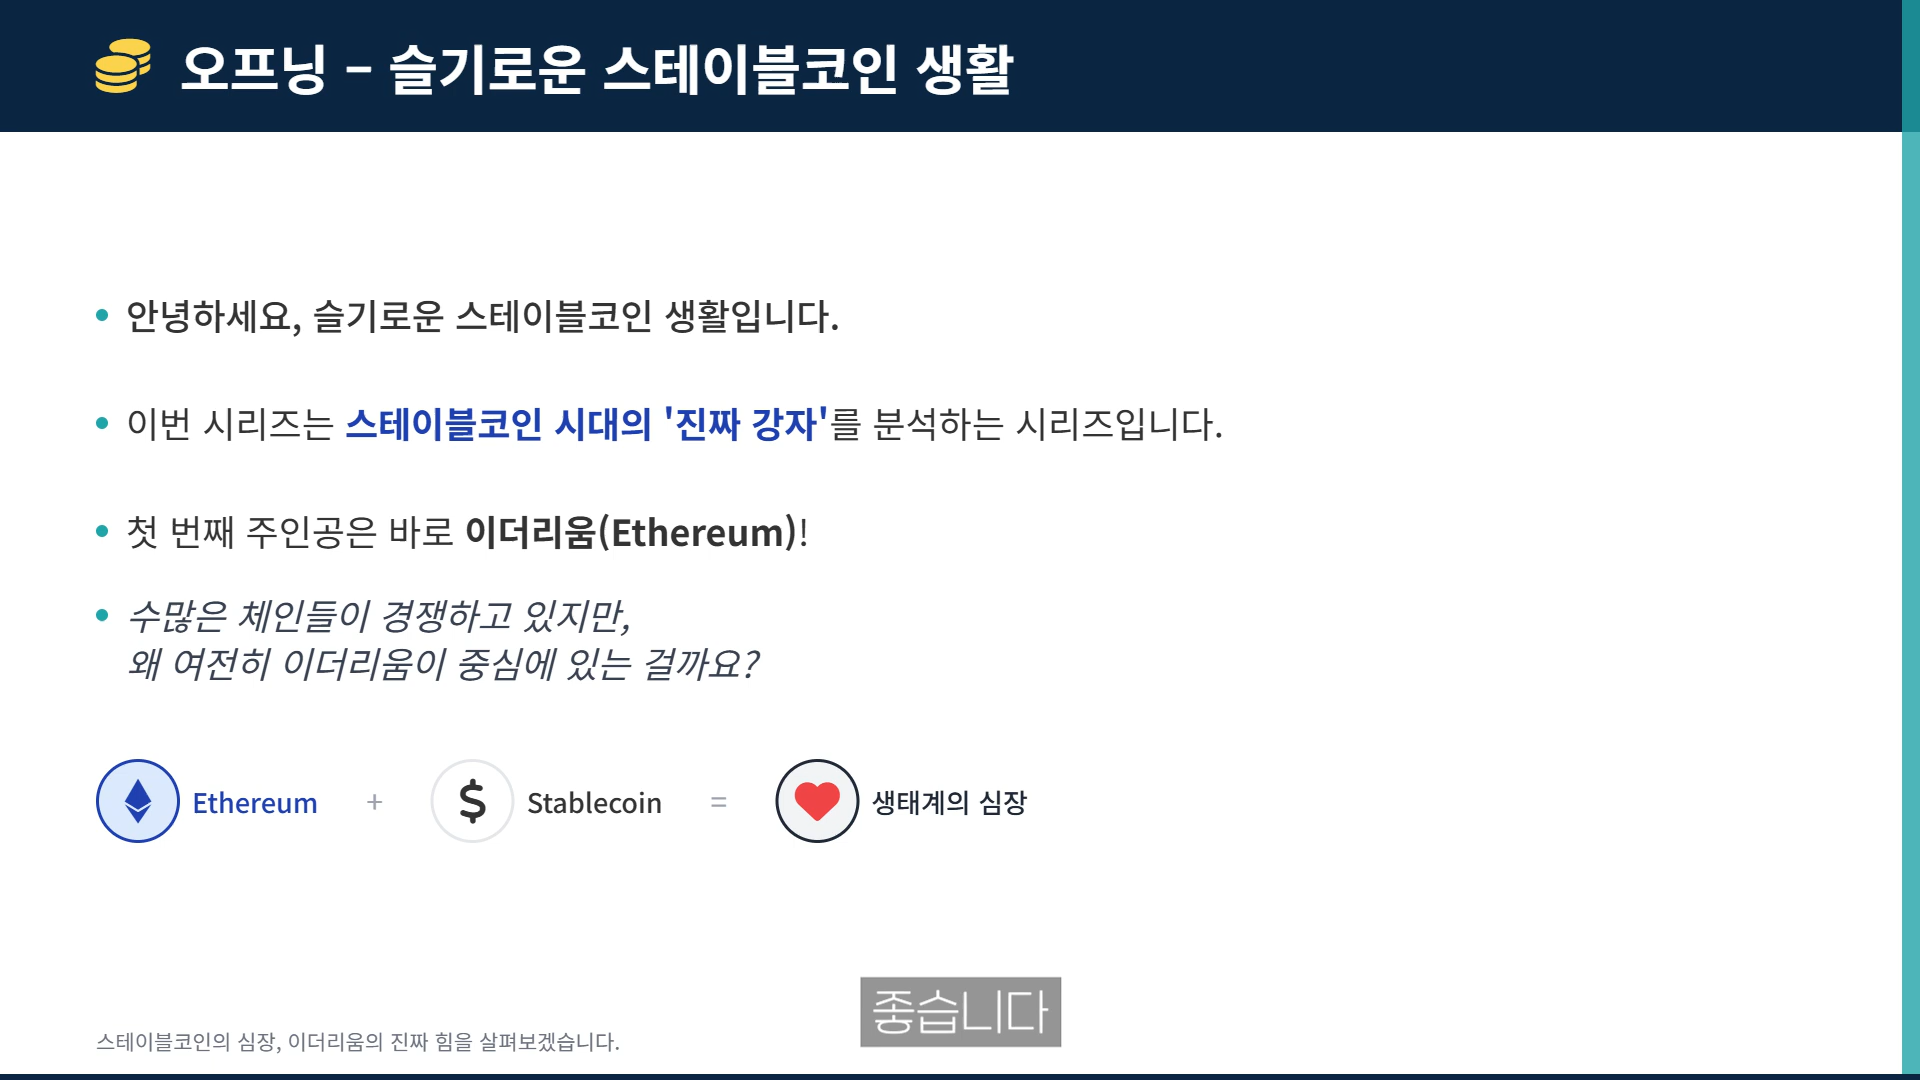 오프닝 – 슬기로운 스테이블코인 생활
안녕하세요, 슬기로운 스테이블코인 생활입니다.
이번 시리즈는 스테이블코인 시대의 '진짜 강자'를 분석하는 시리즈입니다.
첫 번째 주인공은 바로 이더리움(Ethereum)!
수많은 체인들이 경쟁하고 있지만,
왜 여전히 이더리움이 중심에 있는 걸까요?
Ethereum + $ Stablecoin = 생태계의 심장
좋습니다
스테이블코인의 심장, 이더리움의 진짜 힘을 살펴보겠습니다.